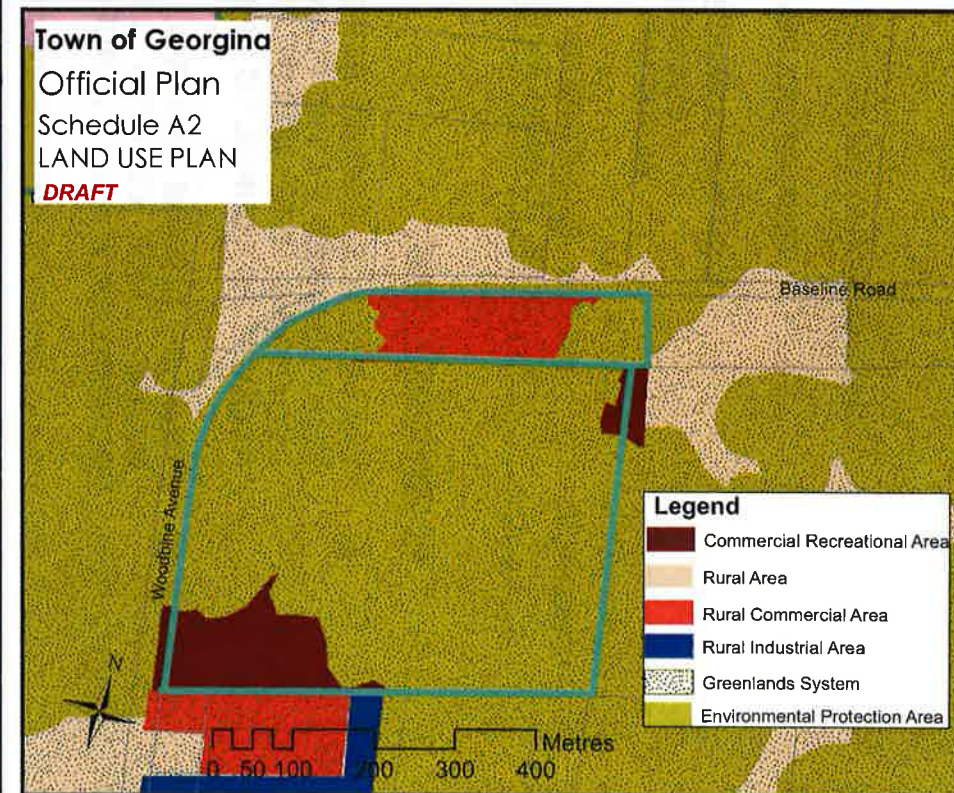 Town of Georgina
Official Plan
Schedule A2
LAND USE PLAN
DRAFT
Baseline Road
Woodbine Avenue
Legend
Commercial Recreational Area
Rural Area
Rural Commercial Area
Rural Industrial Area
Greenlands System
Environmental Protection Area
N
Metres
0 50 100 200 300 400